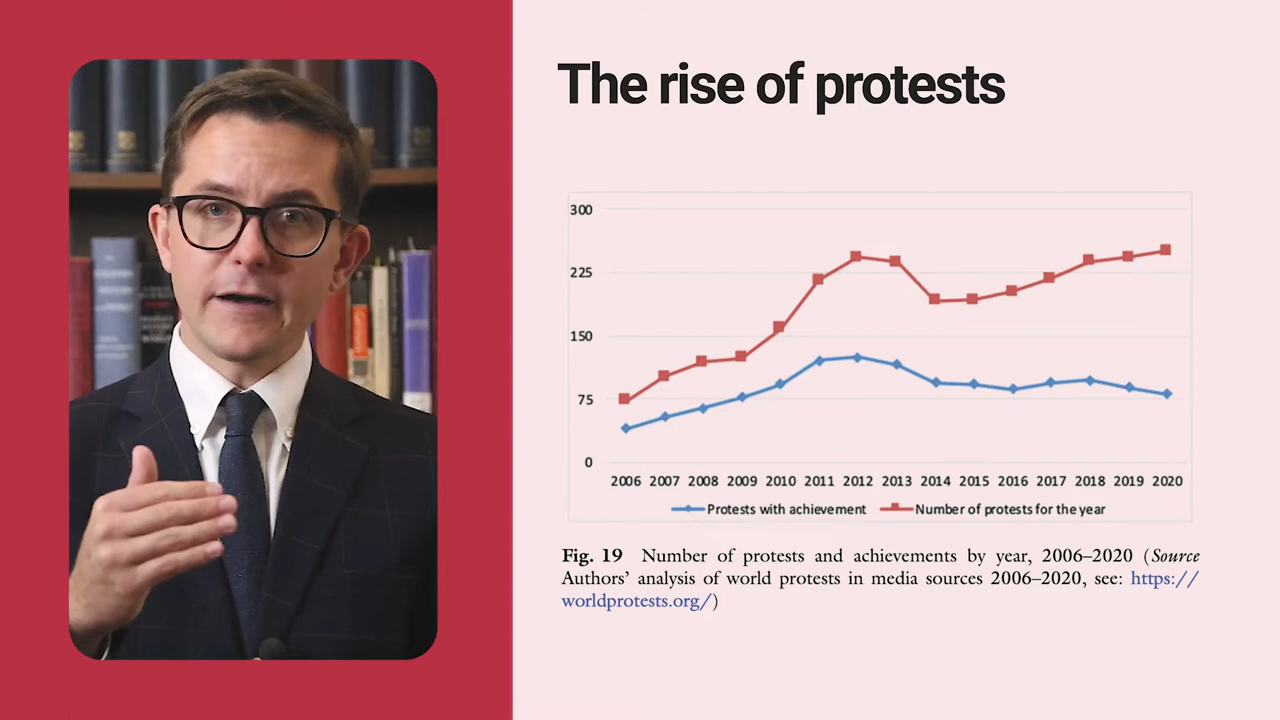 The rise of protests
300
225
150
75
0
2006 2007 2008 2009 2010 2011 2012 2013 2014 2015 2016 2017 2018 2019 2020
Protests with achievement Number of protests for the year
Fig. 19 Number of protests and achievements by year, 2006–2020 (Source
Authors’ analysis of world protests in media sources 2006–2020, see: https://
worldprotests.org/)